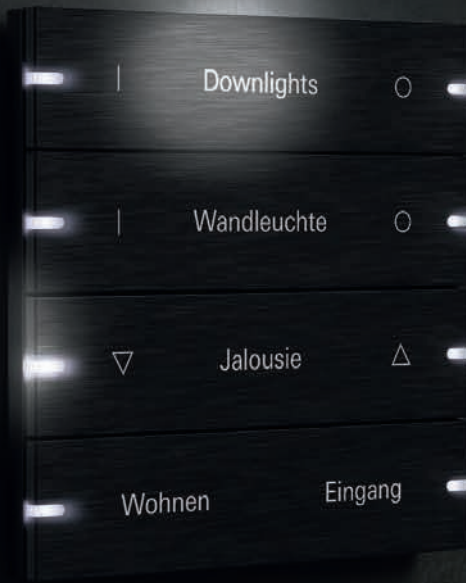 | Downlights ○
| Wandleuchte ○
▽ Jalousie △
Wohnen Eingang